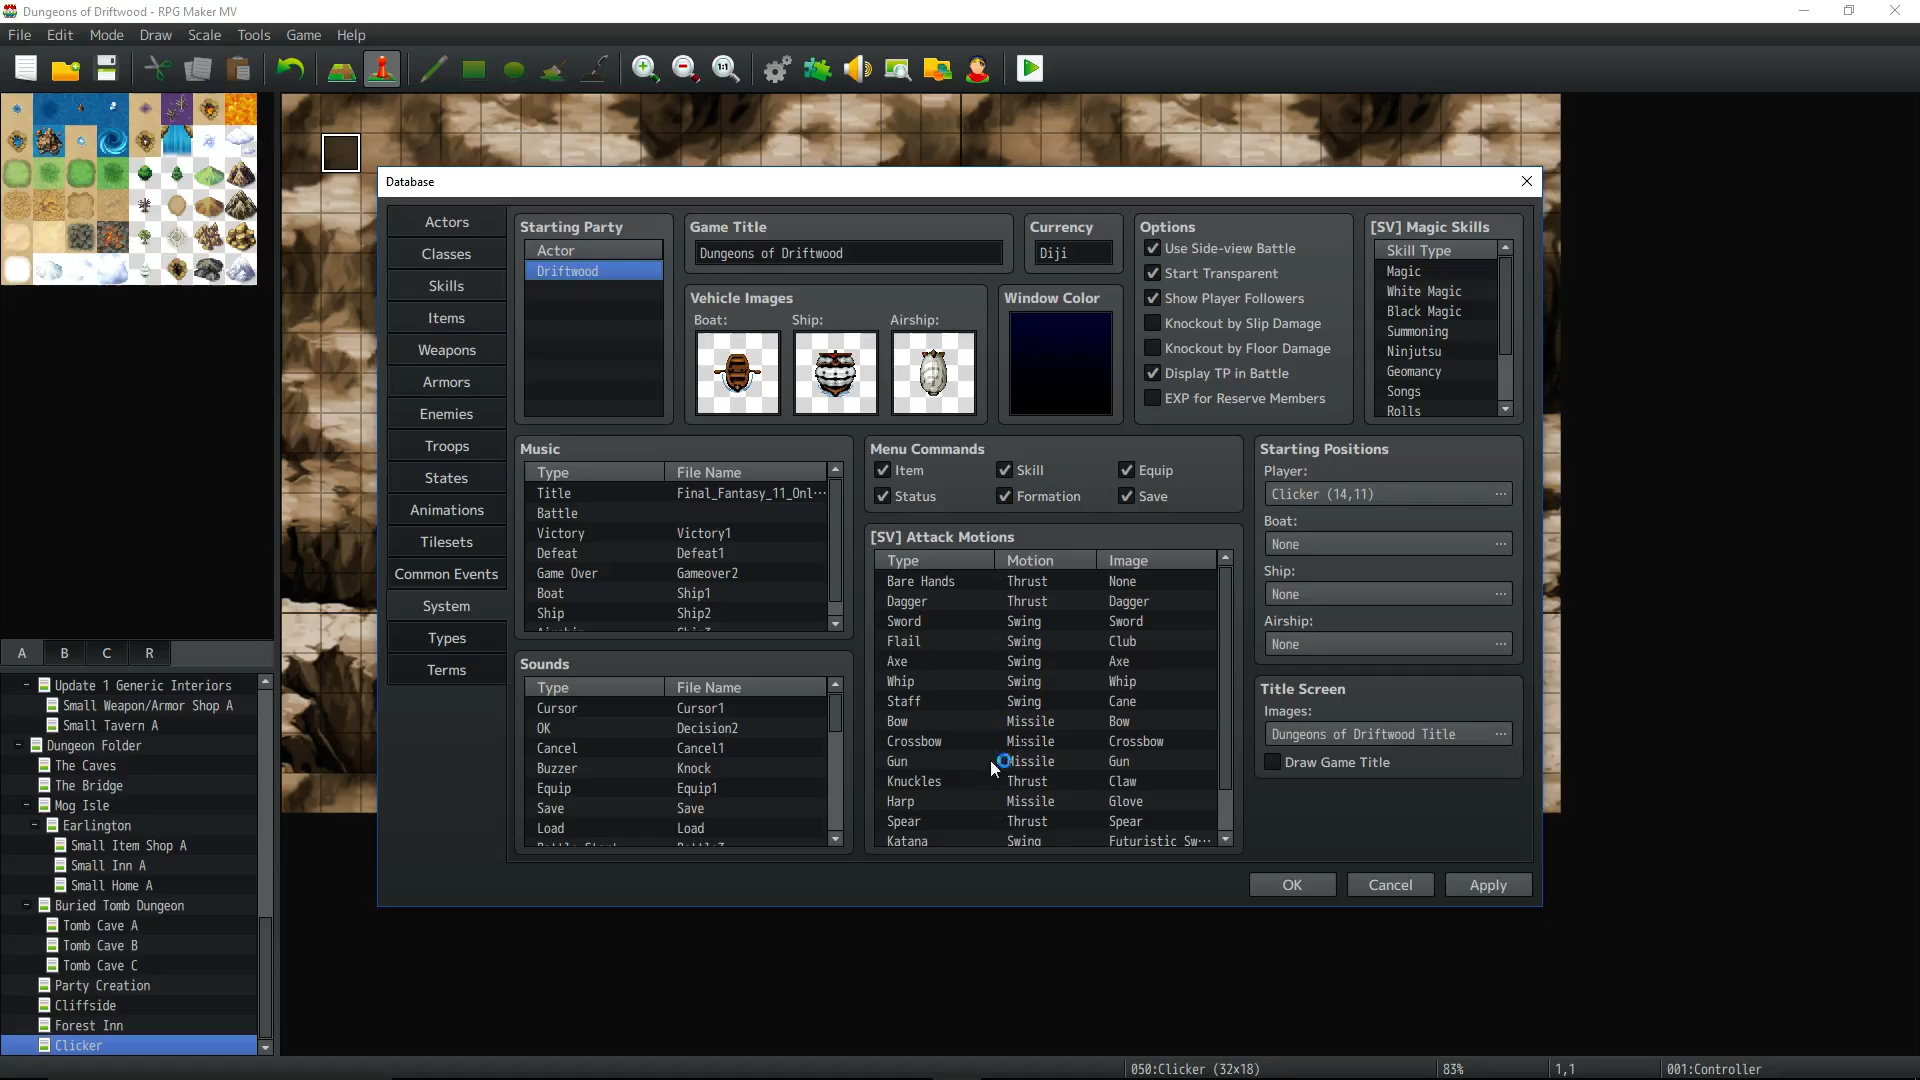 Dungeons of Driftwood - RPG Maker MV
File Edit Mode Draw Scale Tools Game Help
Database
Actors
Classes
Skills
Items
Weapons
Armors
Enemies
Troops
States
Animations
Tilesets
Common Events
System
Types
Terms
Starting Party
Actor
Driftwood
Game Title
Dungeons of Driftwood
Currency
Diji
Vehicle Images
Boat: Ship: Airship:
Window Color
Options
Use Side-view Battle
Start Transparent
Show Player Followers
Knockout by Slip Damage
Knockout by Floor Damage
Display TP in Battle
EXP for Reserve Members
[SV] Magic Skills
Skill Type
Magic
White Magic
Black Magic
Summoning
Ninjutsu
Geomancy
Songs
Rolls
Music
Type File Name
Title Final_Fantasy_11_Onl···
Battle
Victory Victory1
Defeat Defeat1
Game Over Gameover2
Boat Ship1
Ship Ship2
Sounds
Type File Name
Cursor Cursor1
OK Decision2
Cancel Cancel1
Buzzer Knock
Equip Equip1
Save Save
Load Load
Menu Commands
Item Skill Equip
Status Formation Save
[SV] Attack Motions
Type Motion Image
Bare Hands Thrust None
Dagger Thrust Dagger
Sword Swing Sword
Flail Swing Club
Axe Swing Axe
Whip Swing Whip
Staff Swing Cane
Bow Missile Bow
Crossbow Missile Crossbow
Gun Missile Gun
Knuckles Thrust Claw
Harp Missile Glove
Spear Thrust Spear
Katana Swing Futuristic Sw···
Starting Positions
Player:
Clicker (14,11) ...
Boat:
None ...
Ship:
None ...
Airship:
None ...
Title Screen
Images:
Dungeons of Driftwood Title ...
Draw Game Title
OK Cancel Apply
A B C R
Update 1 Generic Interiors
Small Weapon/Armor Shop A
Small Tavern A
Dungeon Folder
The Caves
The Bridge
Mog Isle
Earlington
Small Item Shop A
Small Inn A
Small Home A
Buried Tomb Dungeon
Tomb Cave A
Tomb Cave B
Tomb Cave C
Party Creation
Cliffside
Forest Inn
Clicker
050:Clicker (32x18) 83% 1,1 001:Controller